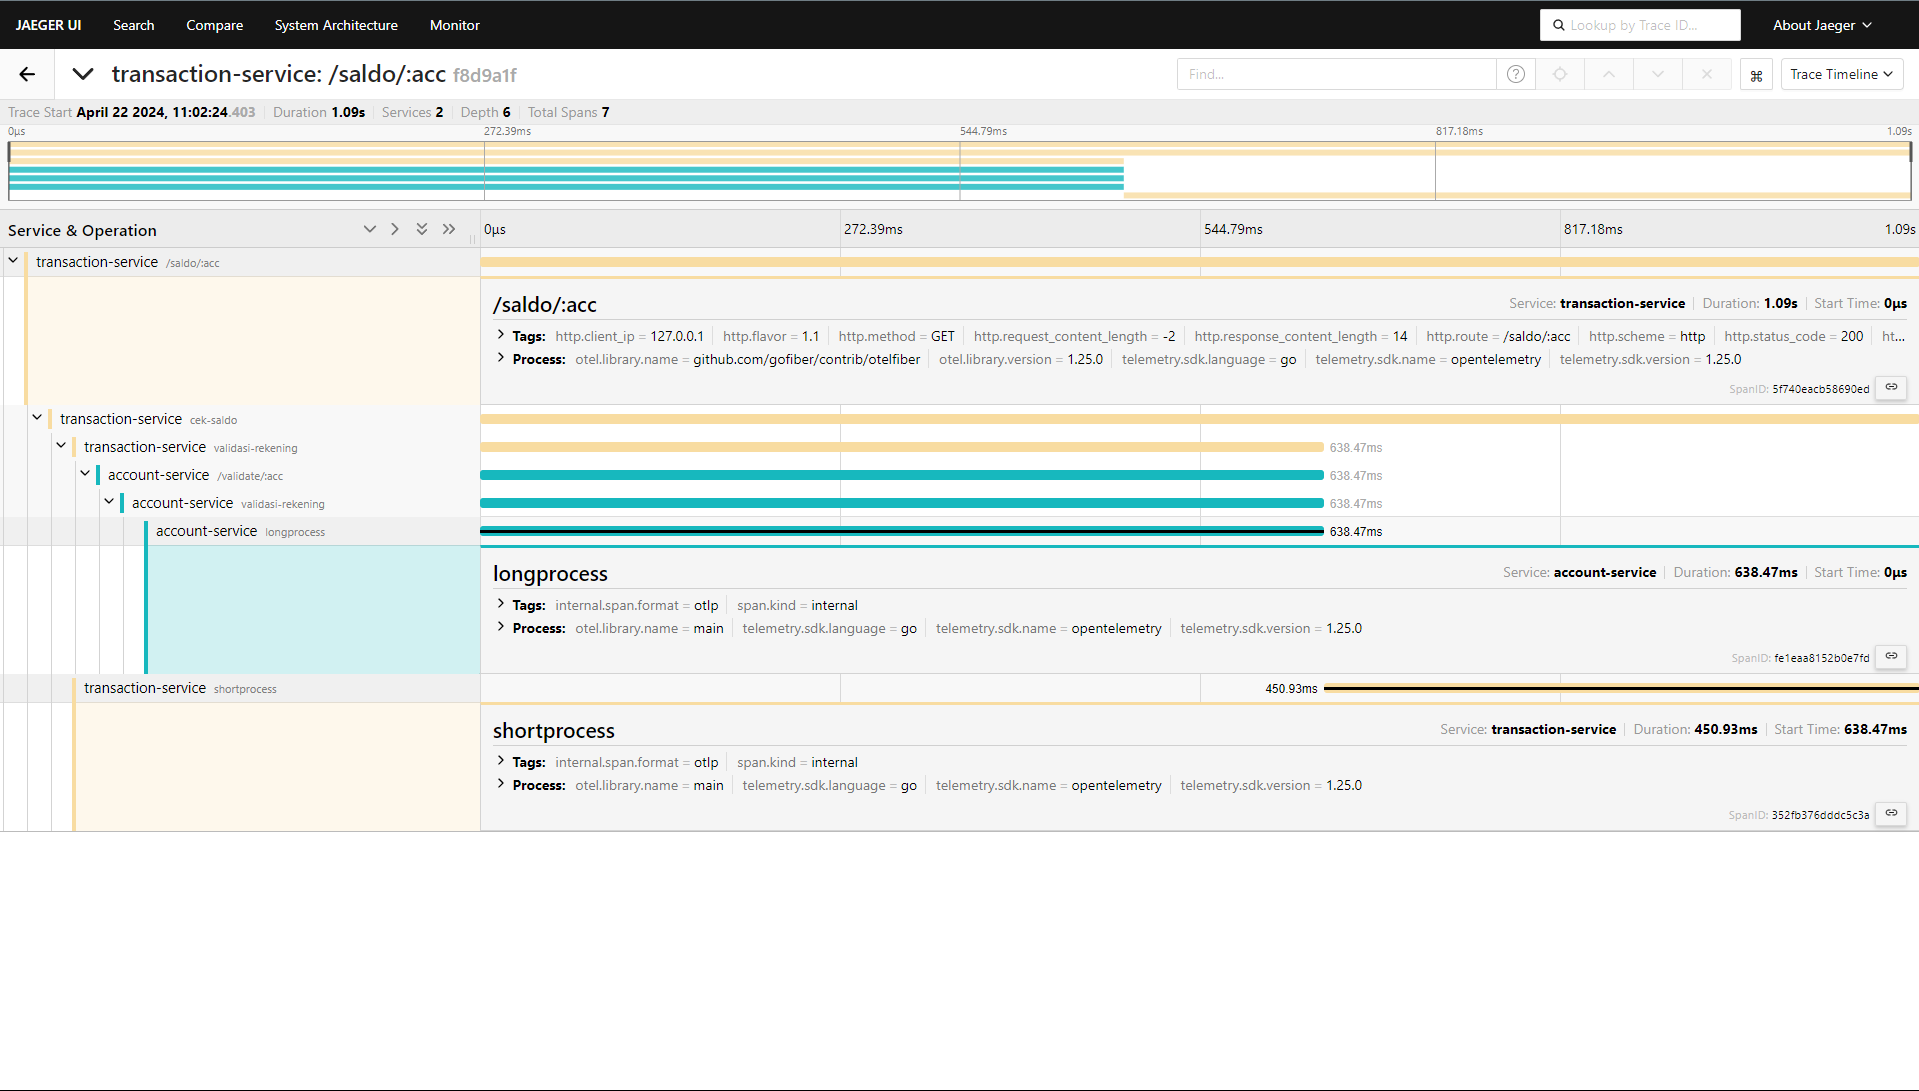 JAEGER UI Search Compare System Architecture Monitor Lookup by Trace ID... About Jaeger
transaction-service: /saldo/:acc f8d9a1f Find... Trace Timeline
Trace Start April 22 2024, 11:02:24.403 Duration 1.09s Services 2 Depth 6 Total Spans 7
0μs 272.39ms 544.79ms 817.18ms 1.09s
Service & Operation 0μs 272.39ms 544.79ms 817.18ms 1.09s
transaction-service /saldo/:acc
/saldo/:acc Service: transaction-service Duration: 1.09s Start Time: 0μs
Tags: http.client_ip = 127.0.0.1 http.flavor = 1.1 http.method = GET http.request_content_length = -2 http.response_content_length = 14 http.route = /saldo/:acc http.scheme = http http.status_code = 200 ht...
Process: otel.library.name = github.com/gofiber/contrib/otelfiber otel.library.version = 1.25.0 telemetry.sdk.language = go telemetry.sdk.name = opentelemetry telemetry.sdk.version = 1.25.0
SpanID: 5f740eacb58690ed
transaction-service cek-saldo
transaction-service validasi-rekening 638.47ms
account-service /validate/:acc 638.47ms
account-service validasi-rekening 638.47ms
account-service longprocess 638.47ms
longprocess Service: account-service Duration: 638.47ms Start Time: 0μs
Tags: internal.span.format = otlp span.kind = internal
Process: otel.library.name = main telemetry.sdk.language = go telemetry.sdk.name = opentelemetry telemetry.sdk.version = 1.25.0
SpanID: fe1eaa8152b0e7fd
transaction-service shortprocess 450.93ms
shortprocess Service: transaction-service Duration: 450.93ms Start Time: 638.47ms
Tags: internal.span.format = otlp span.kind = internal
Process: otel.library.name = main telemetry.sdk.language = go telemetry.sdk.name = opentelemetry telemetry.sdk.version = 1.25.0
SpanID: 352fb376dddc5c3a